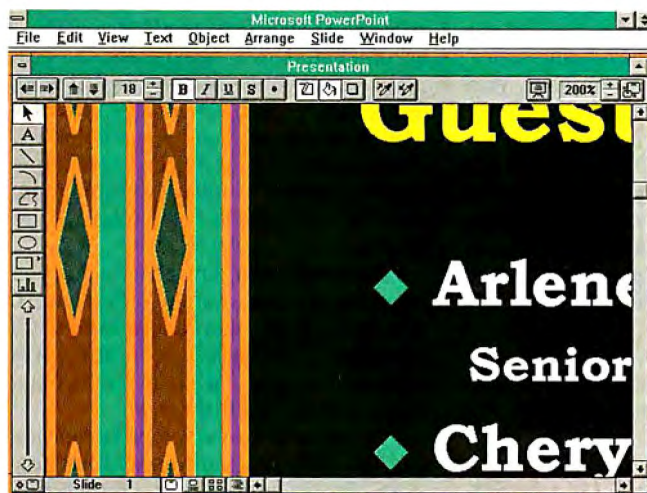 Microsoft PowerPoint
File Edit View Text Object Arrange Slide Window Help
Presentation
18 B I U S 200%
A
Guest
Arlene
Senior
Chery
Slide 1